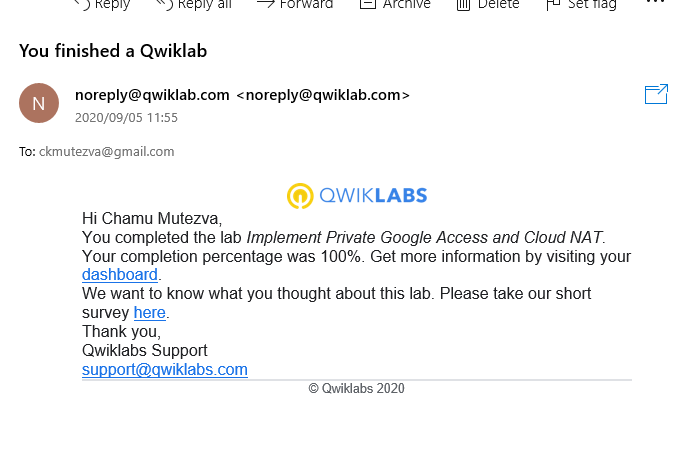 Reply Reply all Forward Archive Delete Set flag ...
You finished a Qwiklab
N
noreply@qwiklab.com <noreply@qwiklab.com>
2020/09/05 11:55
To: ckmutezva@gmail.com
QWIKLABS
Hi Chamu Mutezva,
You completed the lab Implement Private Google Access and Cloud NAT.
Your completion percentage was 100%. Get more information by visiting your
dashboard.
We want to know what you thought about this lab. Please take our short
survey here.
Thank you,
Qwiklabs Support
support@qwiklabs.com
© Qwiklabs 2020